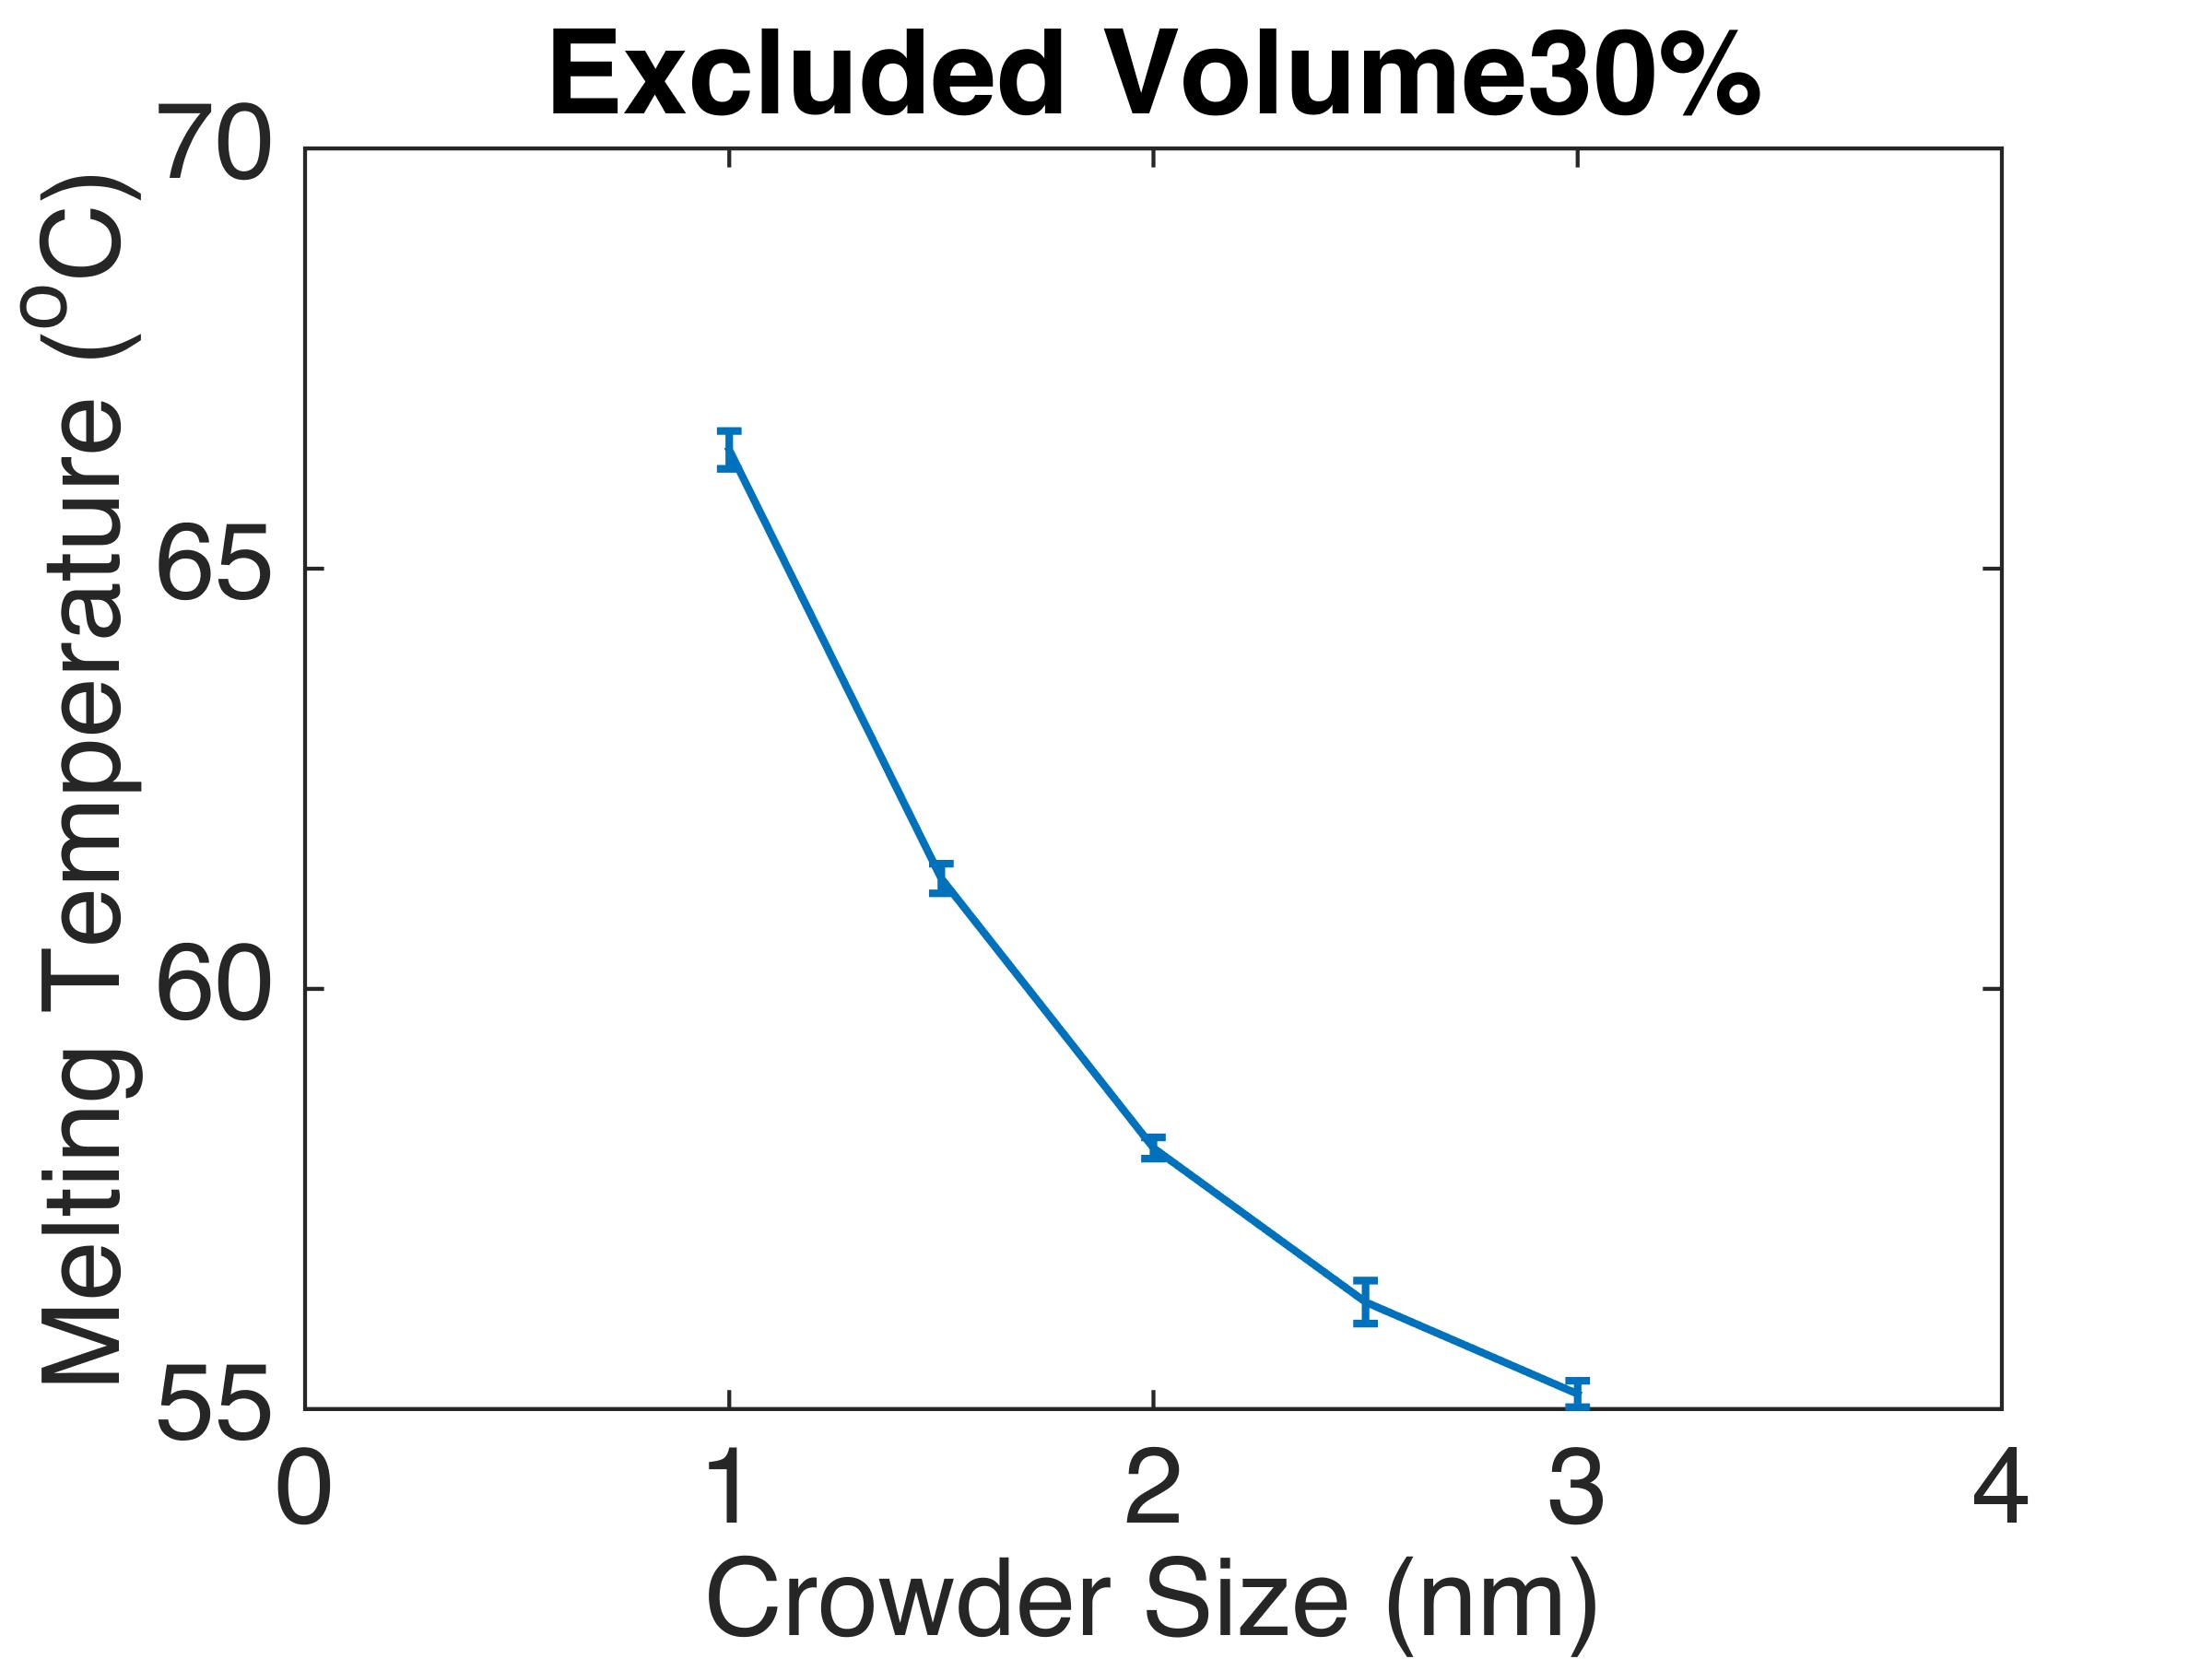 Excluded Volume30%
Melting Temperature (°C)
70
65
60
55
0 1 2 3 4
Crowder Size (nm)